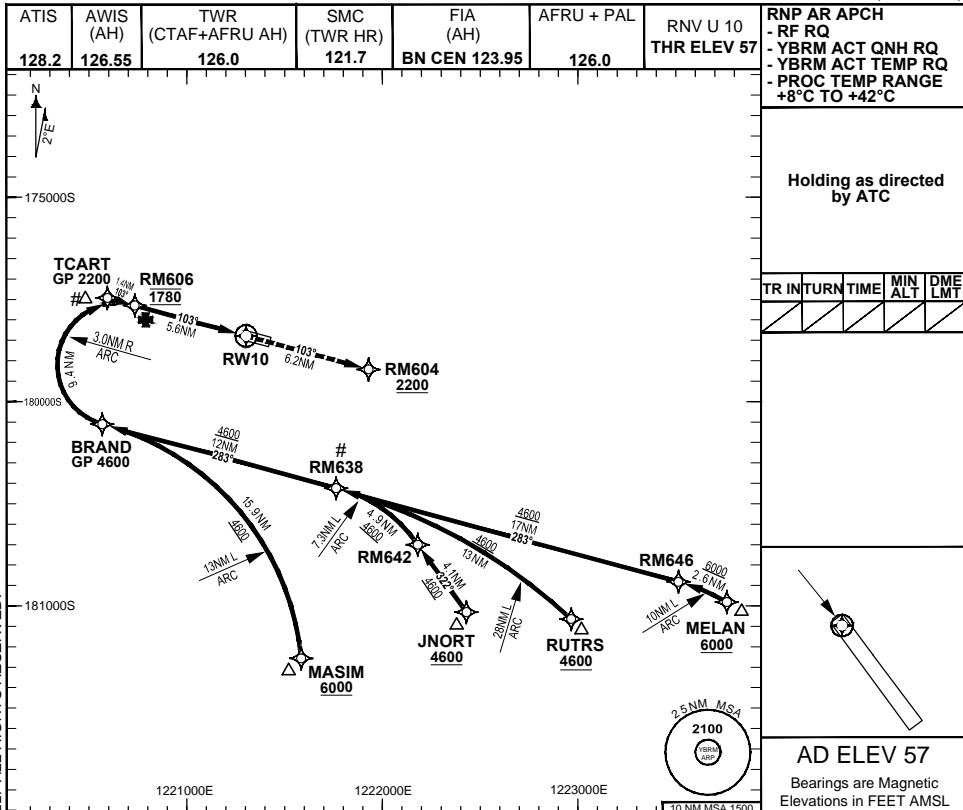 ATIS
128.2
AWIS
(AH)
126.55
TWR
(CTAF+AFRU AH)
126.0
SMC
(TWR HR)
121.7
FIA
(AH)
BN CEN 123.95
AFRU + PAL
126.0
RNV U 10
THR ELEV 57
RNP AR APCH
- RF RQ
- YBRM ACT QNH RQ
- YBRM ACT TEMP RQ
- PROC TEMP RANGE
+8°C TO +42°C
Holding as directed
by ATC
TR IN
TURN
TIME
MIN
ALT
DME
LMT
N
2°E
175000S
TCART
GP 2200
#
1.4NM
103°
RM606
1780
103°
5.6NM
RW10
103°
6.2NM
RM604
2200
3.0NM R
ARC
9.4NM
180000S
BRAND
GP 4600
4600
12NM
283°
#
RM638
15.9NM
4600
13NM L
ARC
7.3NM L
ARC
4.9NM
4600
RM642
4600
13NM
4600
17NM
283°
RM646
6000
2.6NM
10NM L
ARC
MELAN
6000
4.1NM
322°
4600
28NM L
ARC
181000S
JNORT
4600
RUTRS
4600
MASIM
6000
25NM MSA
2100
YBRM
ARP
10 NM MSA 1500
1221000E
1222000E
1223000E
AD ELEV 57
Bearings are Magnetic
Elevations in FEET AMSL